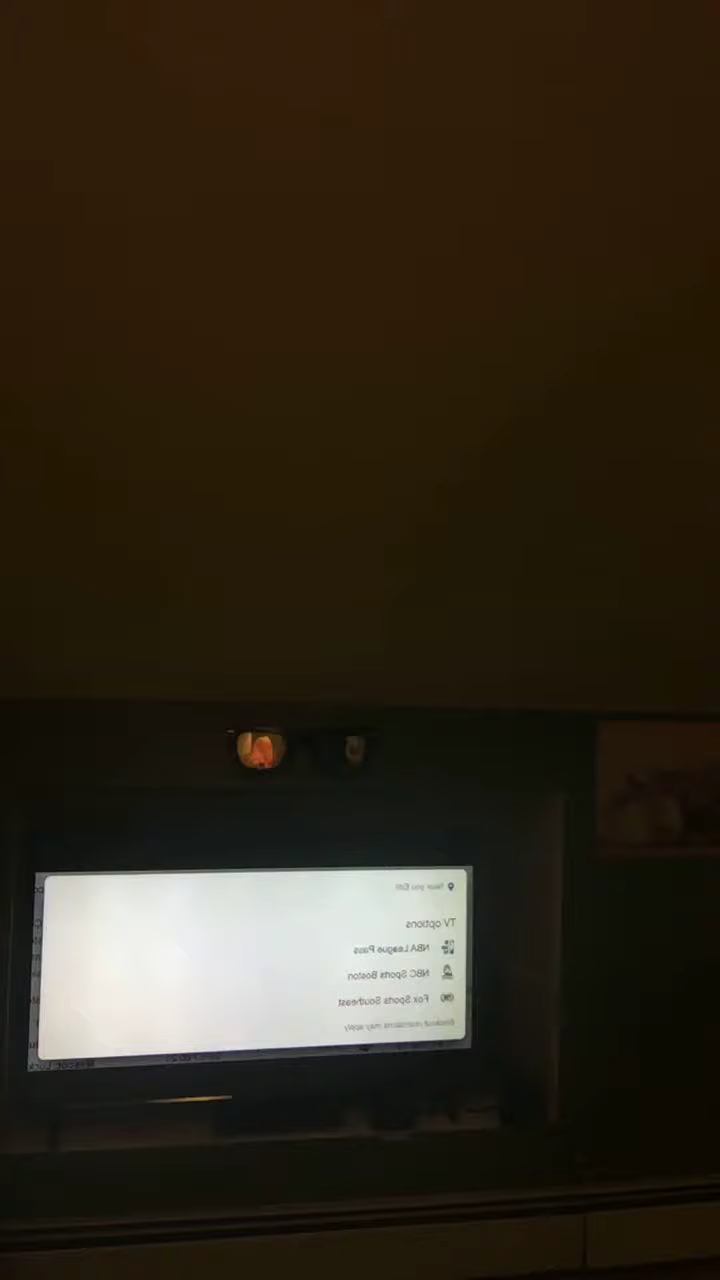 Near you Edit
TV options
NBA League Pass
NBC Sports Boston
Fox Sports Southeast
Blackout restrictions may apply